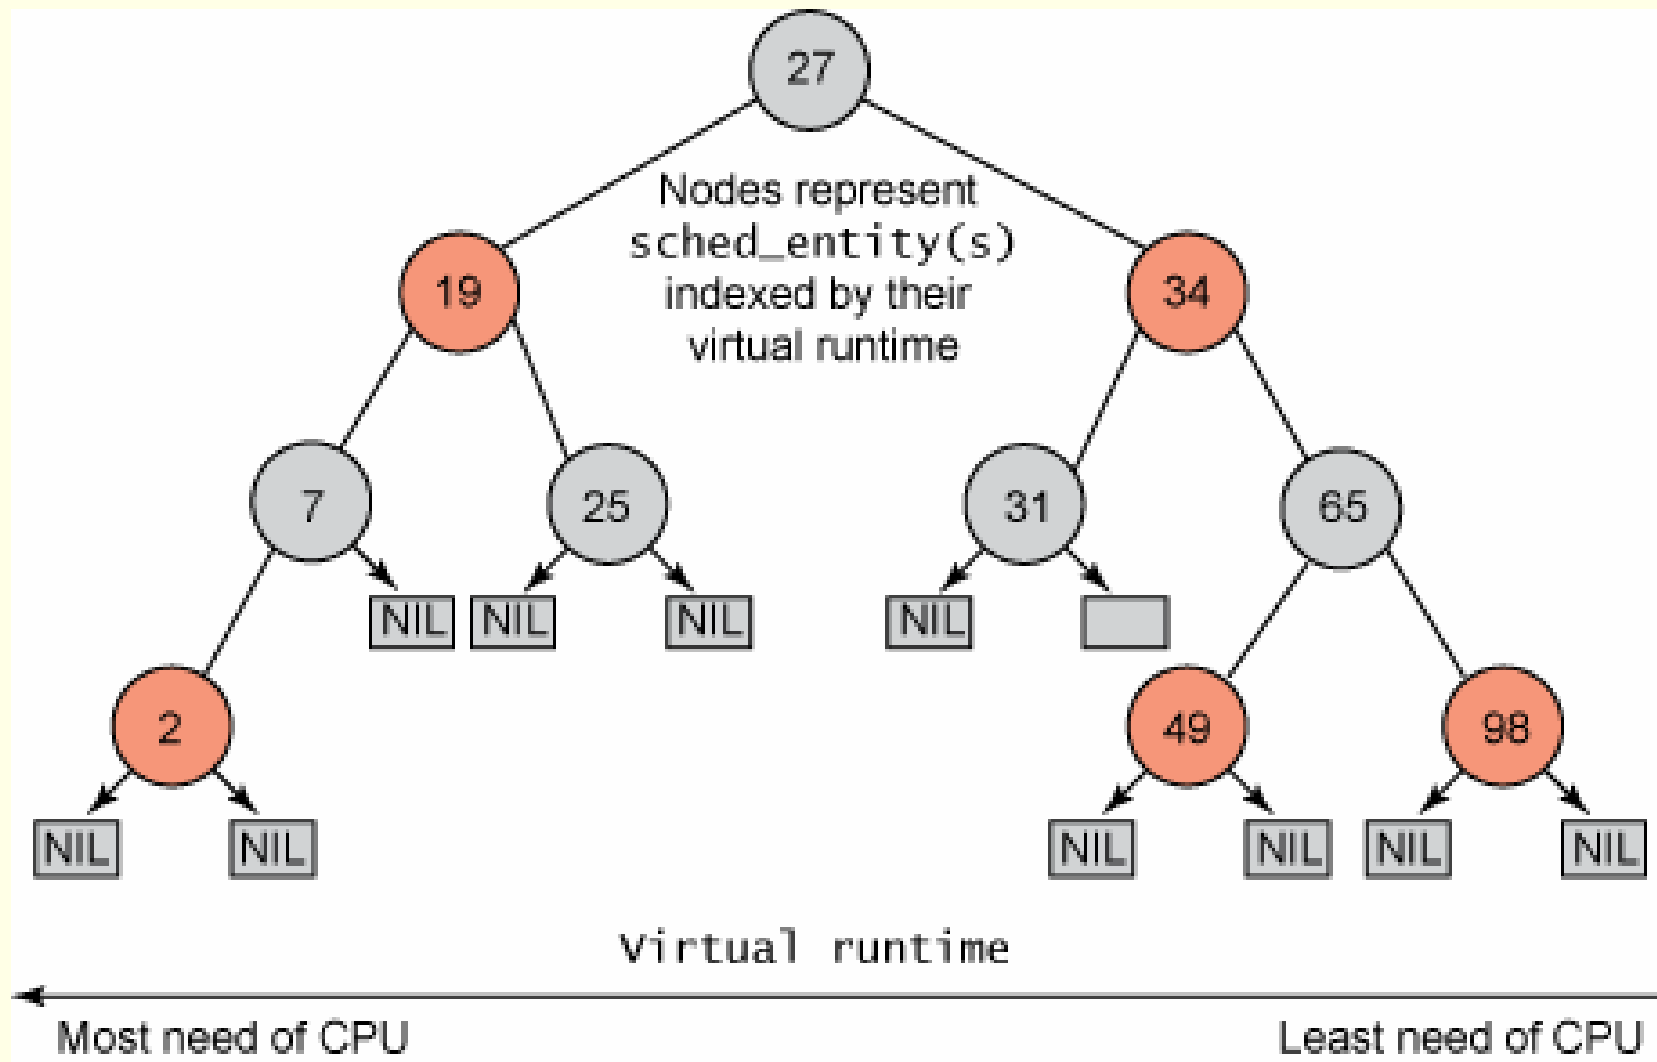 27
Nodes represent
sched_entity(s)
indexed by their
virtual runtime
19
34
7
25
31
65
NIL
NIL
NIL
NIL
2
49
98
NIL
NIL
NIL
NIL
NIL
NIL
Virtual runtime
Most need of CPU
Least need of CPU